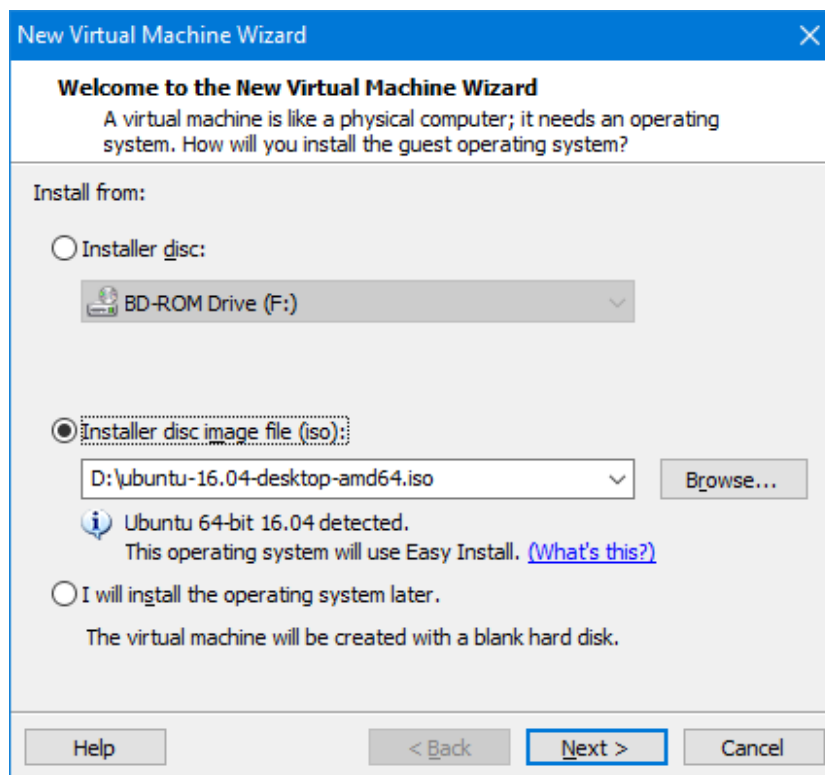 New Virtual Machine Wizard
Welcome to the New Virtual Machine Wizard
A virtual machine is like a physical computer; it needs an operating
system. How will you install the guest operating system?
Install from:
Installer disc:
BD-ROM Drive (F:)
Installer disc image file (iso):
D:\ubuntu-16.04-desktop-amd64.iso
Browse...
Ubuntu 64-bit 16.04 detected.
This operating system will use Easy Install. (What's this?)
I will install the operating system later.
The virtual machine will be created with a blank hard disk.
Help
< Back
Next >
Cancel